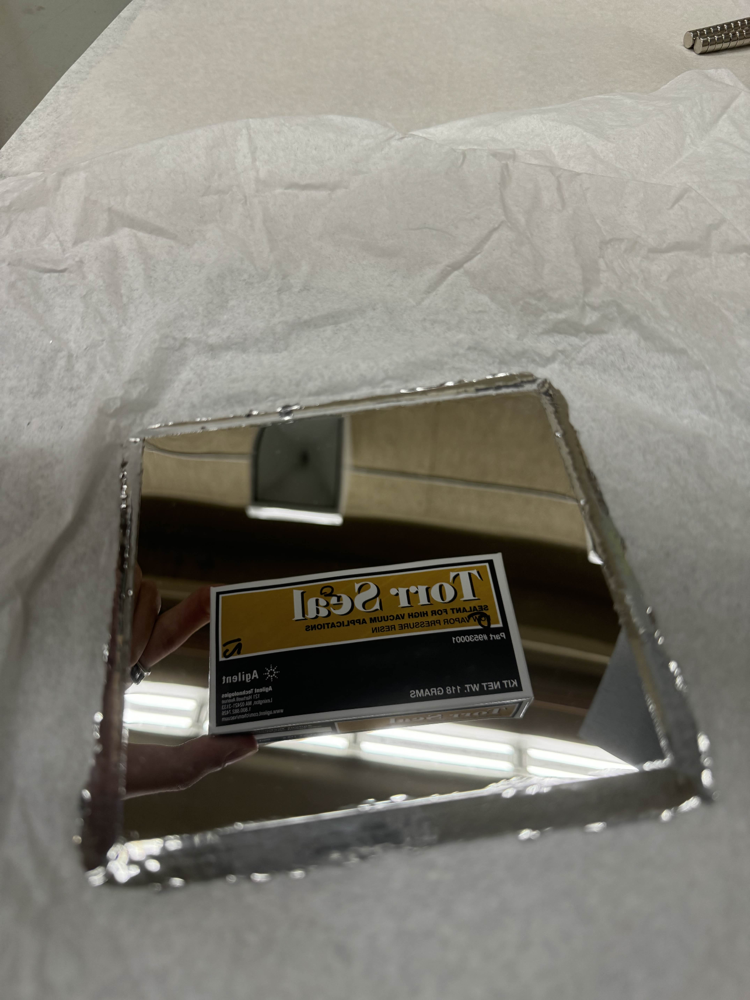 Torr Seal
SEALANT FOR HIGH VACUUM APPLICATIONS
LOW VAPOR PRESSURE RESIN
Part #9530001
KIT NET WT. 118 GRAMS
Agilent
Agilent Technologies
121 Hartwell Avenue
Lexington, MA 02421-3133
1.800.882.7426
www.agilent.com/chem/vacuum
Torr Seal